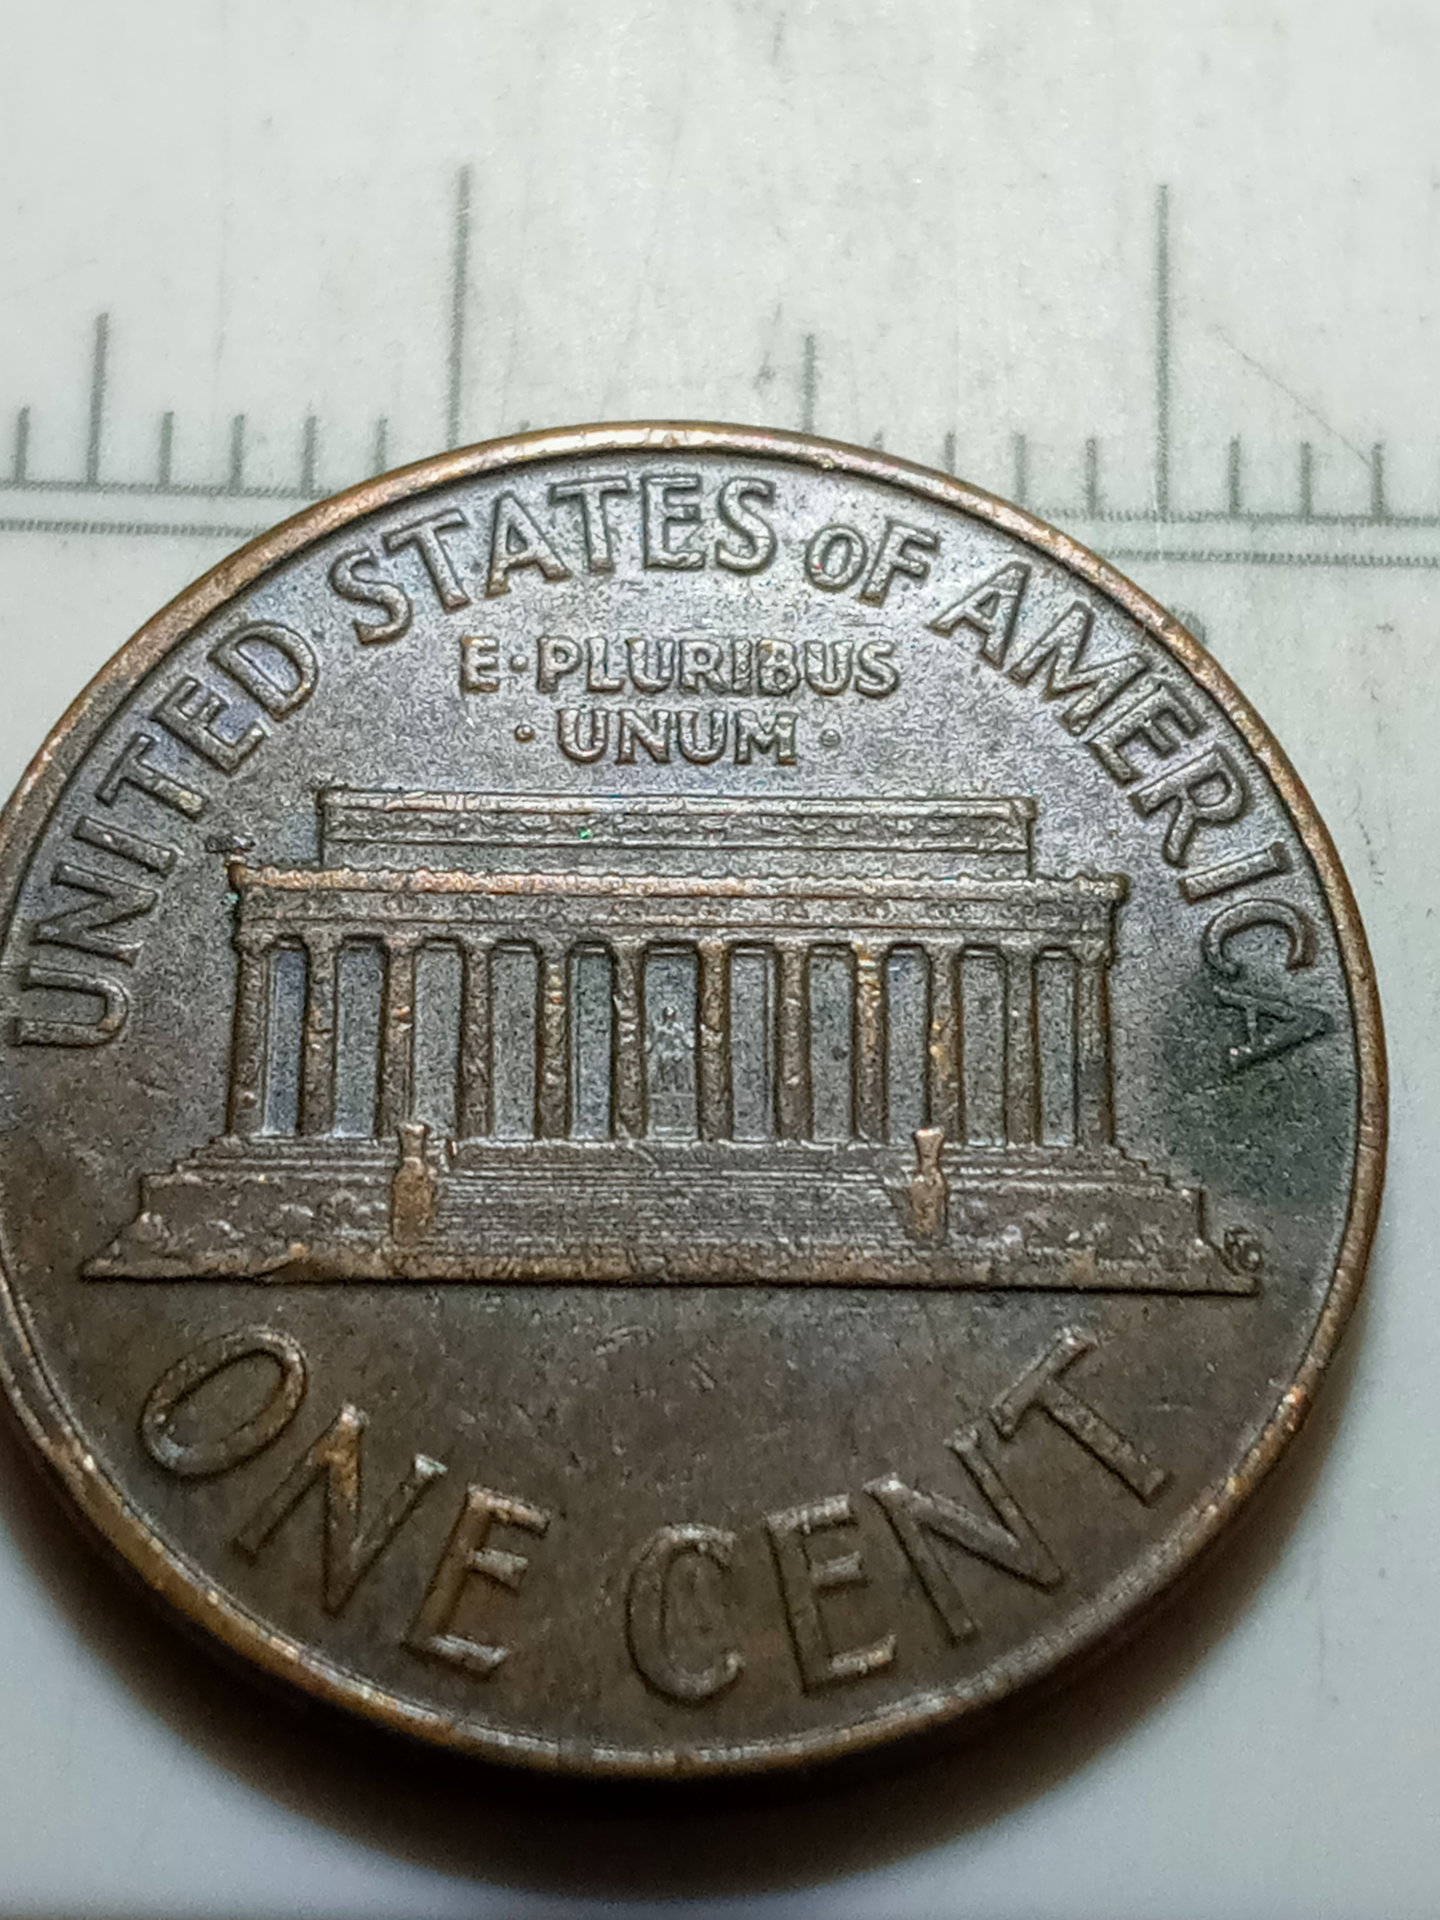 UNITED STATES OF AMERICA
E·PLURIBUS
·UNUM·
ONE CENT